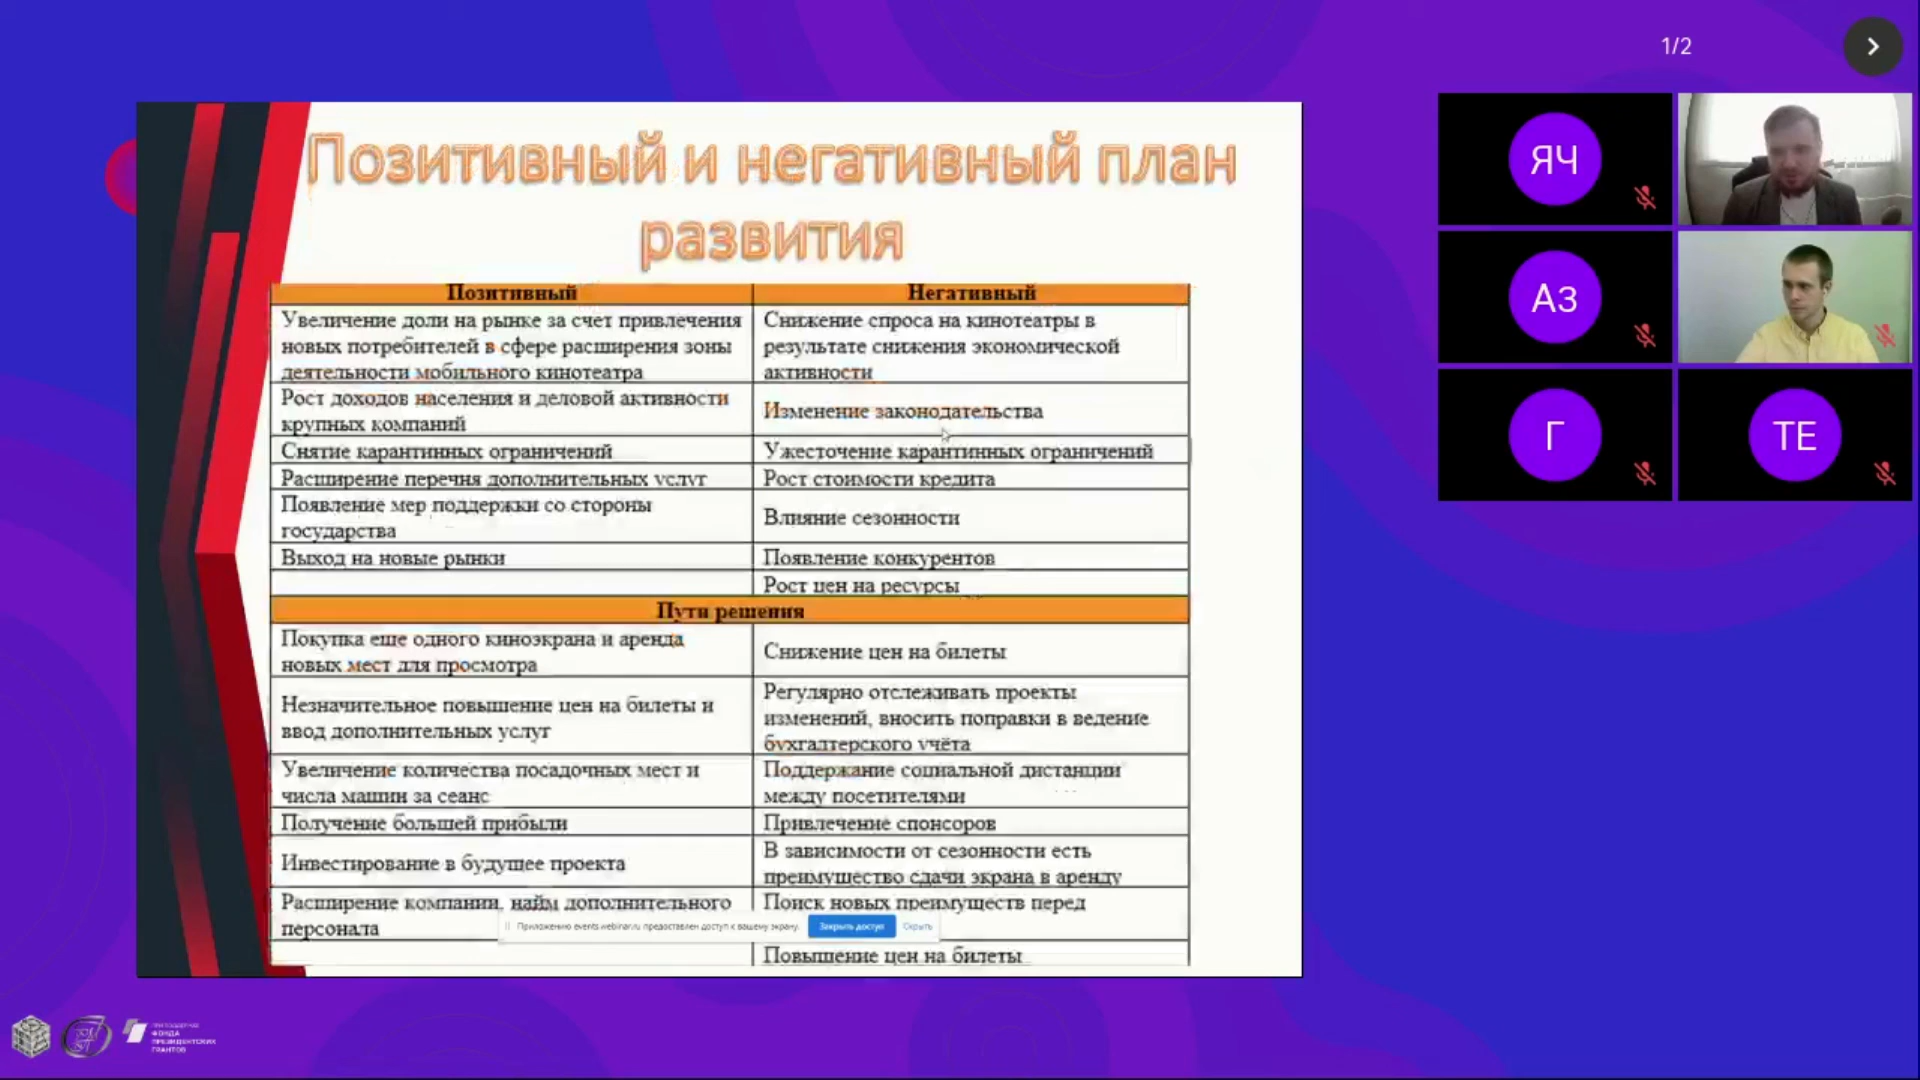 1/2
Позитивный и негативный план
развития
Позитивный
Негативный
Увеличение доли на рынке за счет привлечения
новых потребителей в сфере расширения зоны
деятельности мобильного кинотеатра
Снижение спроса на кинотеатры в
результате снижения экономической
активности
Рост доходов населения и деловой активности
крупных компаний
Изменение законодательства
Снятие карантинных ограничений
Ужесточение карантинных ограничений
Расширение перечня дополнительных услуг
Рост стоимости кредита
Появление мер поддержки со стороны
государства
Влияние сезонности
Выход на новые рынки
Появление конкурентов
Рост цен на ресурсы
Пути решения
Покупка еще одного киноэкрана и аренда
новых мест для просмотра
Снижение цен на билеты
Незначительное повышение цен на билеты и
ввод дополнительных услуг
Регулярно отслеживать проекты
изменений, вносить поправки в ведение
бухгалтерского учёта
Увеличение количества посадочных мест и
числа машин за сеанс
Поддержание социальной дистанции
между посетителями
Получение большей прибыли
Привлечение спонсоров
Инвестирование в будущее проекта
В зависимости от сезонности есть
преимущество сдачи экрана в аренду
Расширение компании, найм дополнительного
персонала
Поиск новых преимуществ перед
Повышение цен на билеты
Приложению events.webinar.ru предоставлен доступ к вашему экрану.
Закрыть доступ
Скрыть
ЯЧ
АЗ
Г
ТЕ
ФОНДА
ПРЕЗИДЕНТСКИХ
ГРАНТОВ